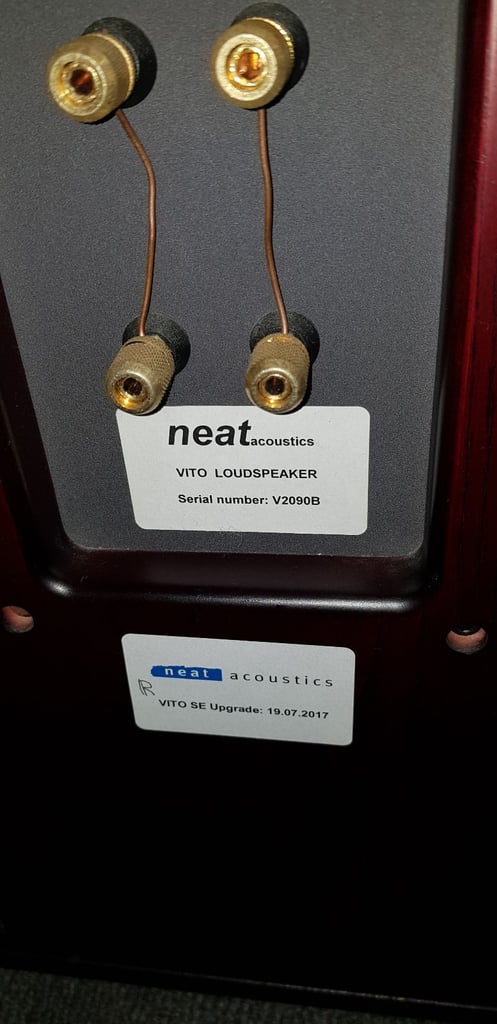 neat acoustics
VITO LOUDSPEAKER
Serial number: V2090B
neat acoustics
R
VITO SE Upgrade: 19.07.2017